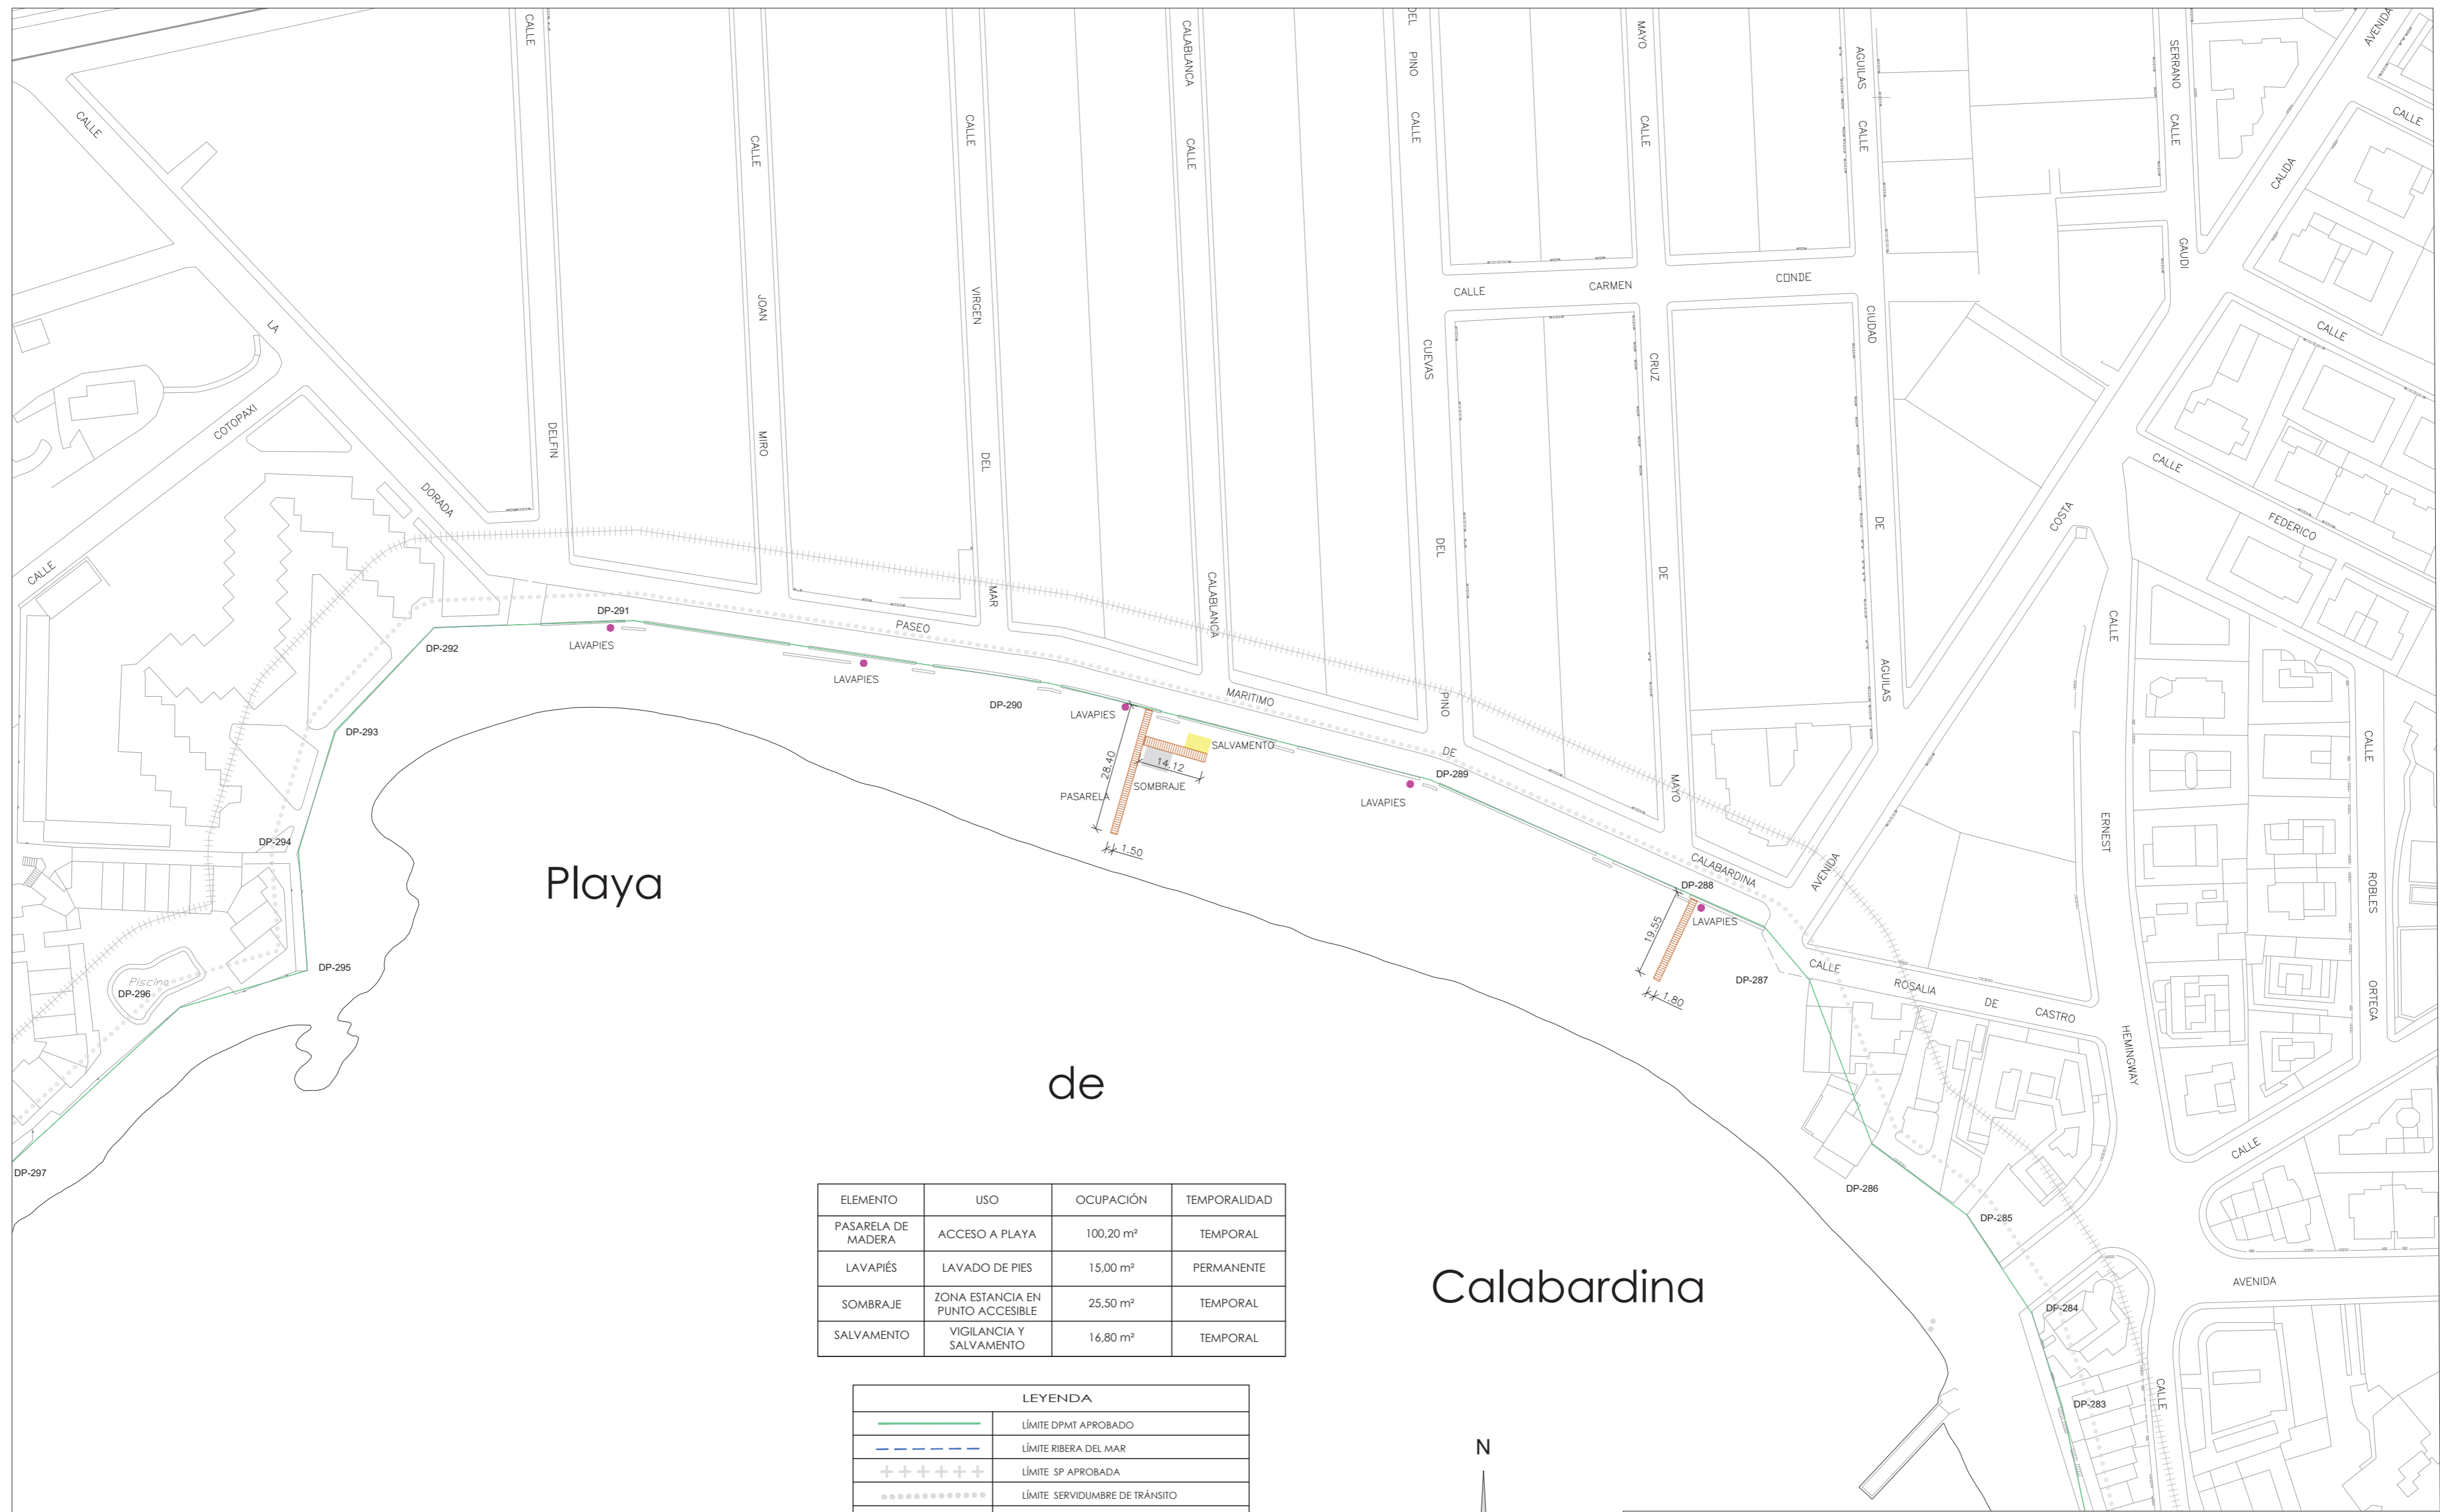 CALLE
CALLE
LA
COTOPAXI
DORADA
CALLE
CALLE
DELFIN
CALLE
JOAN
MIRO
CALLE
VIRGEN
DEL
MAR
CALABLANCA
CALLE
CALABLANCA
DEL
PINO
CALLE
CUEVAS
DEL
PINO
MAYO
CALLE
CRUZ
DE
MAYO
AGUILAS
CALLE
CIUDAD
DE
AGUILAS
SERRANO
CALLE
GAUDI
AVENIDA
CALLE
CALIDA
CALLE
CALLE
CARMEN
CONDE
CALLE
FEDERICO
COSTA
AVENIDA
CALLE
ERNEST
HEMINGWAY
CALLE
ROBLES
ORTEGA
PASEO
MARITIMO
DE
CALABARDINA
CALLE
ROSALIA
DE
CASTRO
CALLE
AVENIDA
CALLE
DP-291
LAVAPIES
DP-292
LAVAPIES
DP-290
LAVAPIES
DP-293
SALVAMENTO
28.40
14.12
SOMBRAJE
PASARELA
1.50
DP-289
LAVAPIES
DP-294
DP-288
LAVAPIES
19.55
1.80
DP-287
DP-295
Piscina
DP-296
DP-297
DP-286
DP-285
DP-284
DP-283
Playa
de
Calabardina
ELEMENTO USO OCUPACIÓN TEMPORALIDAD
PASARELA DE MADERA ACCESO A PLAYA 100,20 m² TEMPORAL
LAVAPIÉS LAVADO DE PIES 15,00 m² PERMANENTE
SOMBRAJE ZONA ESTANCIA EN PUNTO ACCESIBLE 25,50 m² TEMPORAL
SALVAMENTO VIGILANCIA Y SALVAMENTO 16,80 m² TEMPORAL
LEYENDA
LÍMITE DPMT APROBADO
LÍMITE RIBERA DEL MAR
LÍMITE SP APROBADA
LÍMITE SERVIDUMBRE DE TRÁNSITO
N